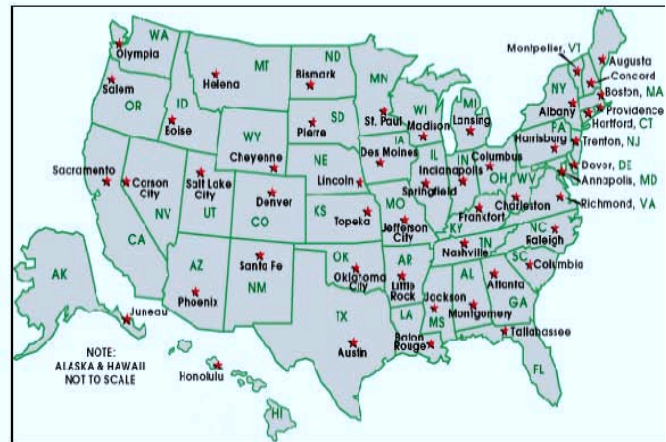 WA
Olympia
MT
ND
Montpelier, VT
Augusta
Helena
Bismark
MN
Concord
Salem
OR
ID
Boise
SD
Pierre
St. Paul
WI
Madison
MI
Lansing
NY
Albany
Boston, MA
Providence
Hartford, CT
WY
Cheyenne
IA
Des Moines
PA
Harrisburg
Trenton, NJ
Sacramento
Carson
City
NV
Salt Lake
City
UT
Denver
CO
NE
Lincoln
IL
Springfield
IN
Indianapolis
Columbus
OH
WV
Charleston
Dover, DE
Annapolis, MD
Richmond, VA
CA
KS
Topeka
MO
Jefferson
City
KY
Frankfort
NC
Raleigh
AK
AZ
Phoenix
Santa Fe
NM
OK
Oklahoma
City
AR
Little
Rock
TN
Nashville
SC
Columbia
Juneau
TX
Austin
LA
Baton
Rouge
Jackson
MS
AL
Montgomery
Atlanta
GA
Tallahassee
FL
NOTE:
ALASKA & HAWAII
NOT TO SCALE
Honolulu
HI